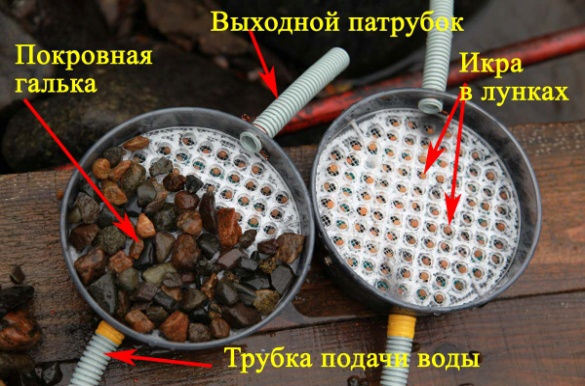 Выходной патрубок
Покровная
галька
Икра
в лунках
Трубка подачи воды